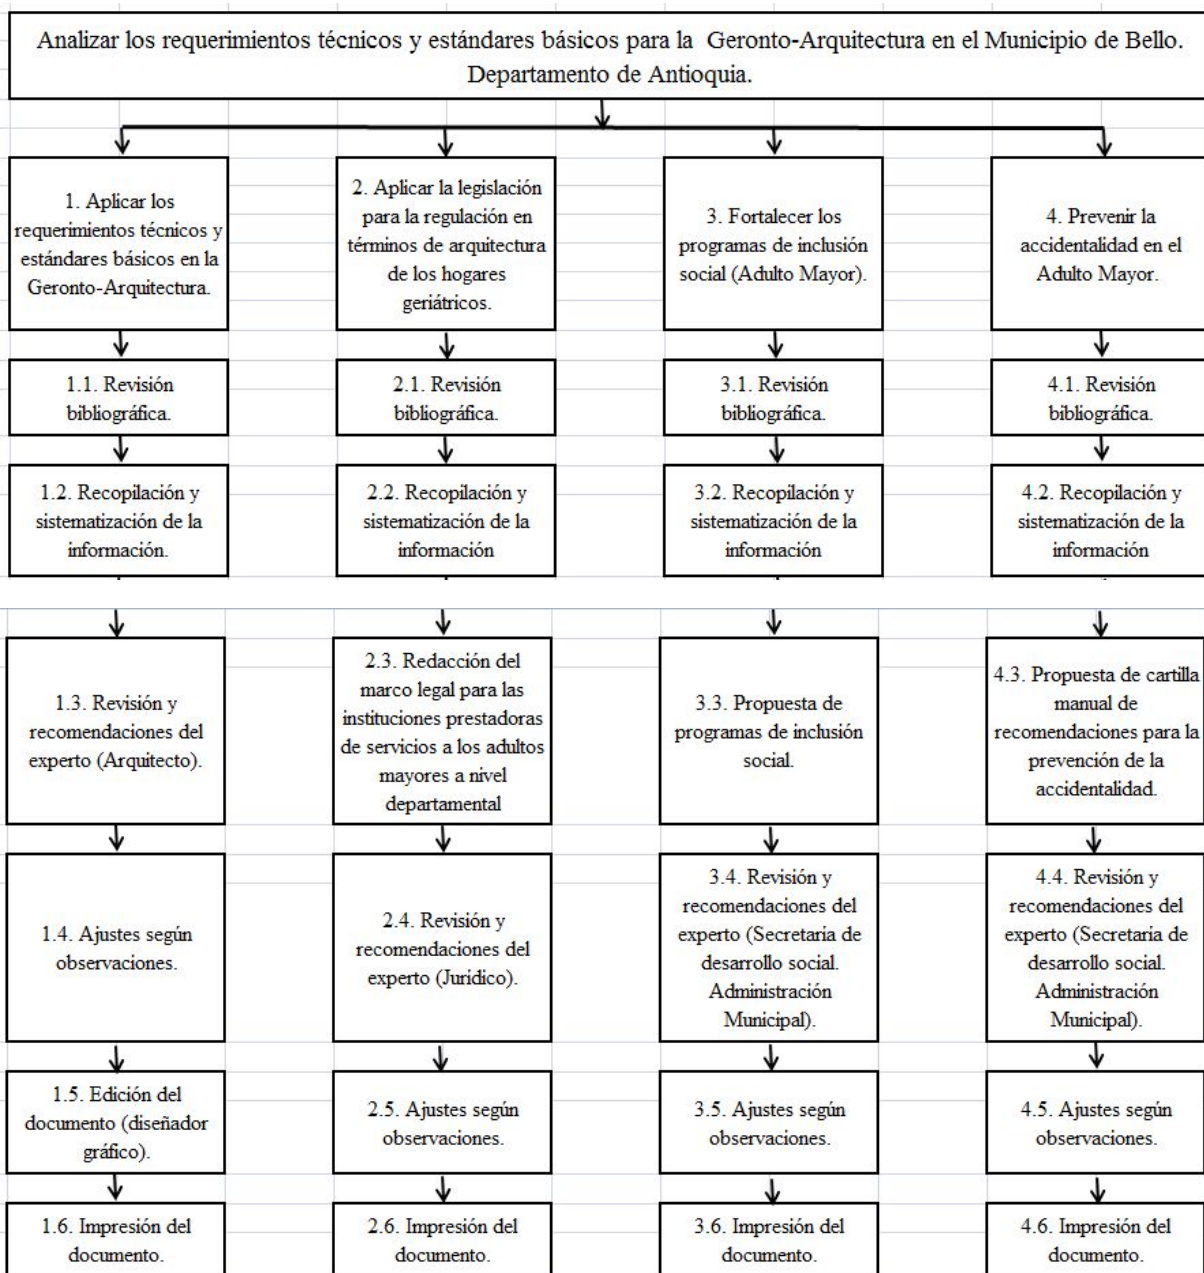 Analizar los requerimientos técnicos y estándares básicos para la Geronto-Arquitectura en el Municipio de Bello.
Departamento de Antioquia.
1. Aplicar los
requerimientos técnicos y
estándares básicos en la
Geronto-Arquitectura.
2. Aplicar la legislación
para la regulación en
términos de arquitectura
de los hogares
geriátricos.
3. Fortalecer los
programas de inclusión
social (Adulto Mayor).
4. Prevenir la
accidentalidad en el
Adulto Mayor.
1.1. Revisión
bibliográfica.
2.1. Revisión
bibliográfica.
3.1. Revisión
bibliográfica.
4.1. Revisión
bibliográfica.
1.2. Recopilación y
sistematización de la
información.
2.2. Recopilación y
sistematización de la
información
3.2. Recopilación y
sistematización de la
información
4.2. Recopilación y
sistematización de la
información
1.3. Revisión y
recomendaciones del
experto (Arquitecto).
2.3. Redacción del
marco legal para las
instituciones prestadoras
de servicios a los adultos
mayores a nivel
departamental
3.3. Propuesta de
programas de inclusión
social.
4.3. Propuesta de cartilla
manual de
recomendaciones para la
prevención de la
accidentalidad.
1.4. Ajustes según
observaciones.
2.4. Revisión y
recomendaciones del
experto (Jurídico).
3.4. Revisión y
recomendaciones del
experto (Secretaría de
desarrollo social.
Administración
Municipal).
4.4. Revisión y
recomendaciones del
experto (Secretaría de
desarrollo social.
Administración
Municipal).
1.5. Edición del
documento (diseñador
gráfico).
2.5. Ajustes según
observaciones.
3.5. Ajustes según
observaciones.
4.5. Ajustes según
observaciones.
1.6. Impresión del
documento.
2.6. Impresión del
documento.
3.6. Impresión del
documento.
4.6. Impresión del
documento.